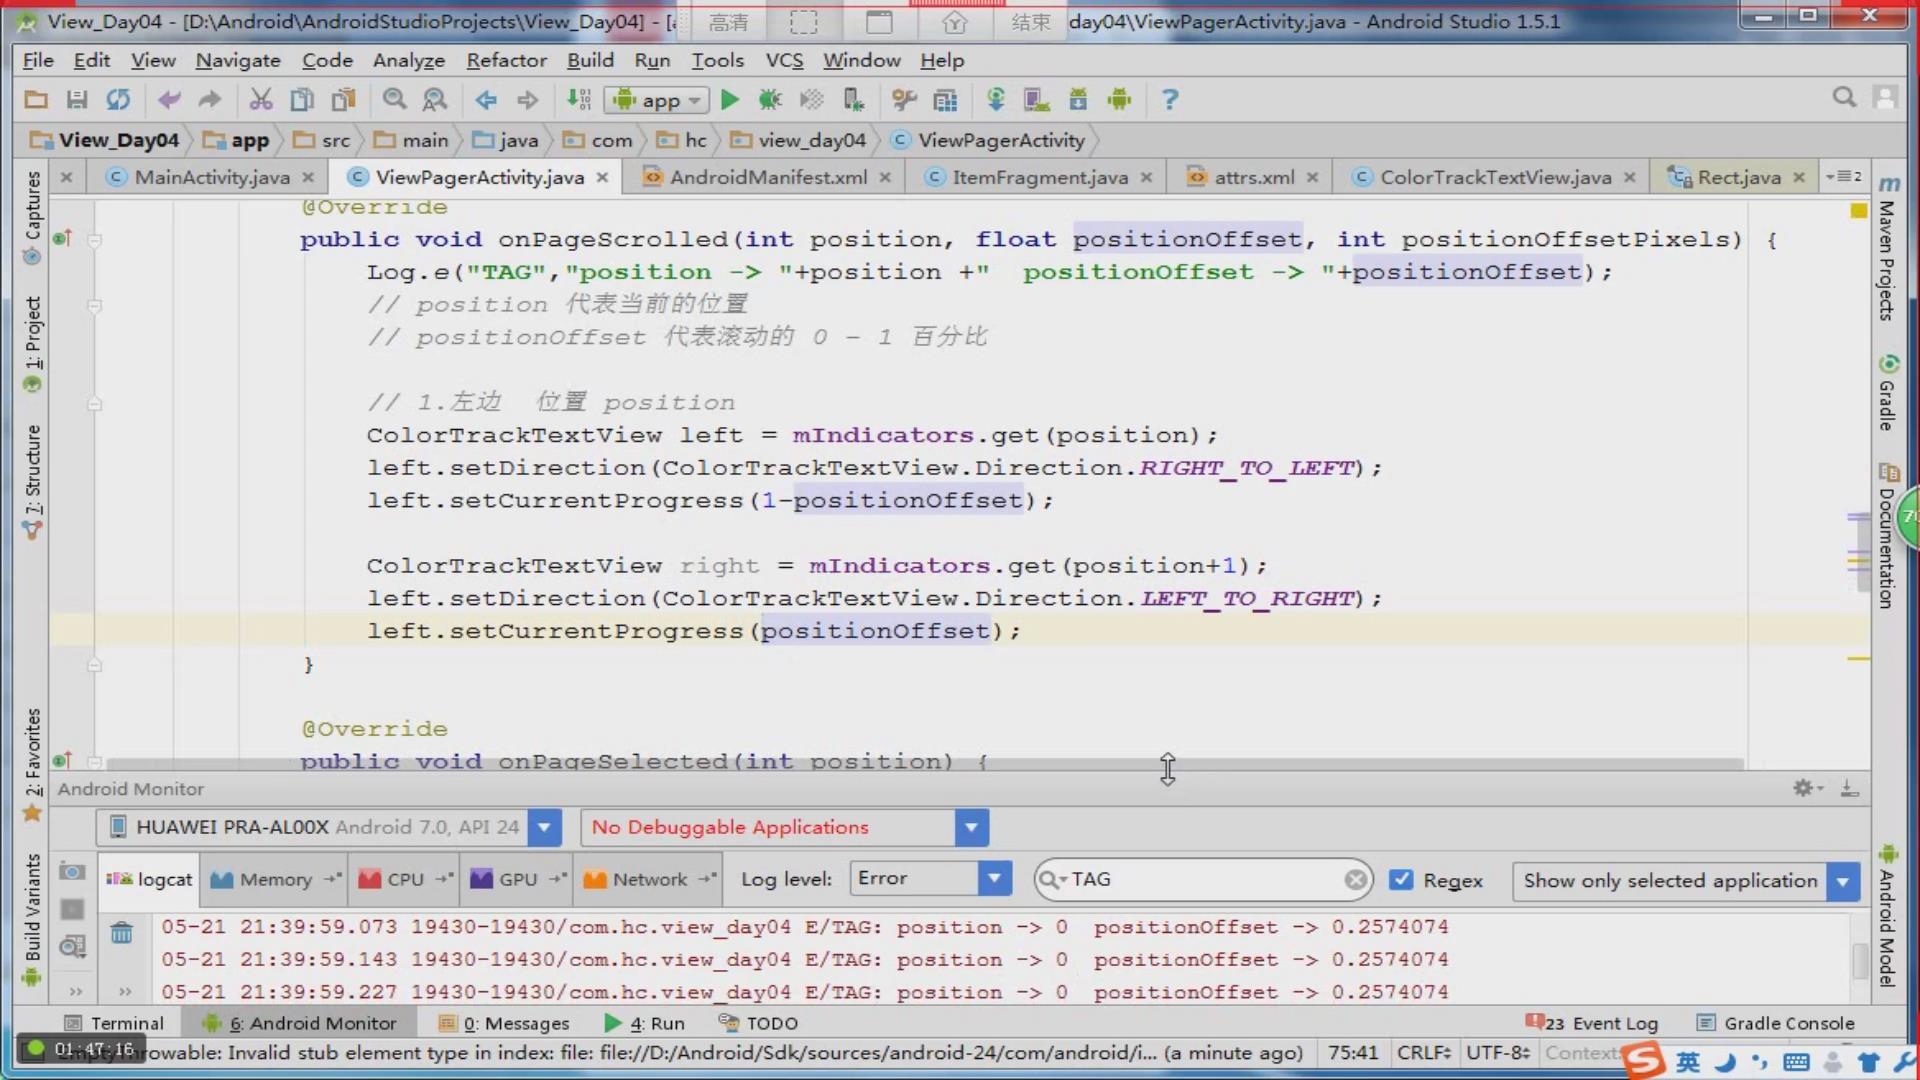 View_Day04 - [D:\Android\AndroidStudioProjects\View_Day04] - [ 高清 结束 day04\ViewPagerActivity.java - Android Studio 1.5.1
File Edit View Navigate Code Analyze Refactor Build Run Tools VCS Window Help
app
View_Day04 app src main java com hc view_day04 ViewPagerActivity
MainActivity.java ViewPagerActivity.java AndroidManifest.xml ItemFragment.java attrs.xml ColorTrackTextView.java Rect.java 2
Captures
1: Project
7: Structure
2: Favorites
Build Variants
@Override
public void onPageScrolled(int position, float positionOffset, int positionOffsetPixels) {
Log.e("TAG","position -> "+position +"  positionOffset -> "+positionOffset);
// position 代表当前的位置
// positionOffset 代表滚动的 0 - 1 百分比
// 1.左边  位置 position
ColorTrackTextView left = mIndicators.get(position);
left.setDirection(ColorTrackTextView.Direction.RIGHT_TO_LEFT);
left.setCurrentProgress(1-positionOffset);
ColorTrackTextView right = mIndicators.get(position+1);
left.setDirection(ColorTrackTextView.Direction.LEFT_TO_RIGHT);
left.setCurrentProgress(positionOffset);
}
@Override
public void onPageSelected(int position) {
Maven Projects
Gradle
Documentation
Android Model
Android Monitor
HUAWEI PRA-AL00X Android 7.0, API 24 No Debuggable Applications
logcat Memory CPU GPU Network Log level: Error TAG Regex Show only selected application
05-21 21:39:59.073 19430-19430/com.hc.view_day04 E/TAG: position -> 0  positionOffset -> 0.2574074
05-21 21:39:59.143 19430-19430/com.hc.view_day04 E/TAG: position -> 0  positionOffset -> 0.2574074
05-21 21:39:59.227 19430-19430/com.hc.view_day04 E/TAG: position -> 0  positionOffset -> 0.2574074
Terminal 6: Android Monitor 0: Messages 4: Run TODO 23 Event Log Gradle Console
01:47:16 Throwable: Invalid stub element type in index: file: file://D:/Android/Sdk/sources/android-24/com/android/i... (a minute ago) 75:41 CRLF UTF-8 Context 英